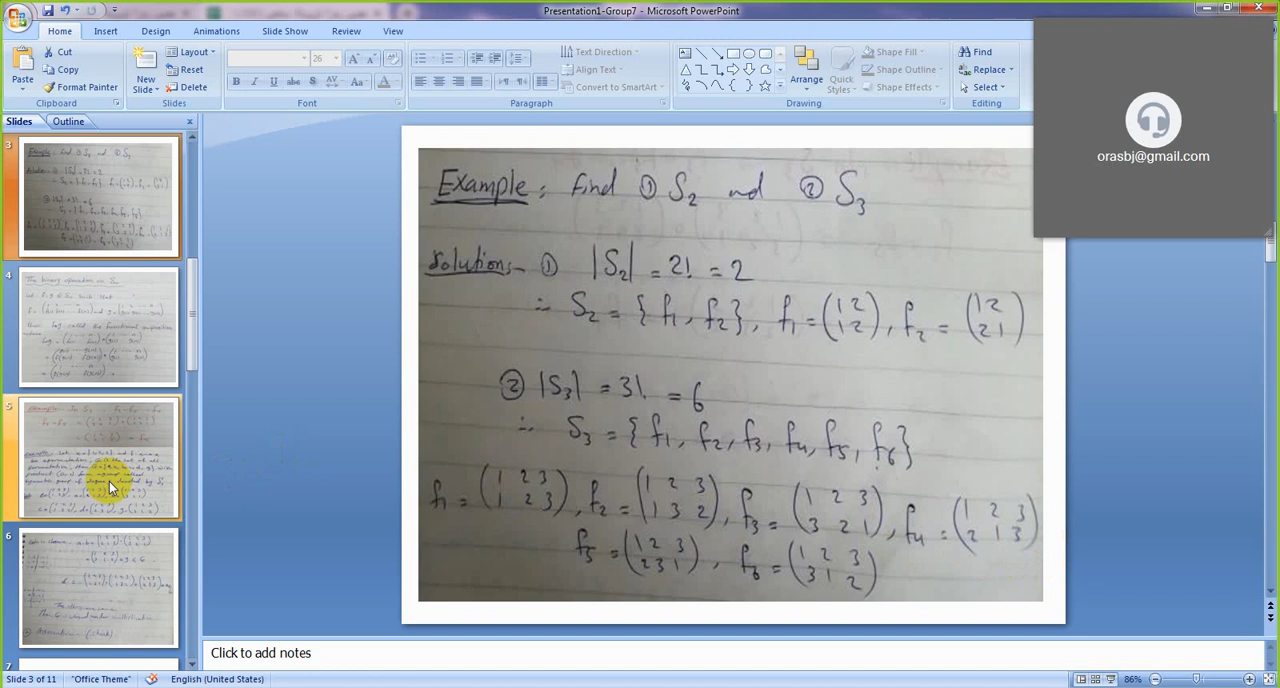 Presentation1-Group7 - Microsoft PowerPoint
Home Insert Design Animations Slide Show Review View
Cut
Copy
Format Painter
Paste
Clipboard
New Slide
Layout
Reset
Delete
Slides
26
Font
Text Direction
Align Text
Convert to SmartArt
Paragraph
Arrange
Quick Styles
Shape Fill
Shape Outline
Shape Effects
Drawing
Find
Replace
Select
Editing
orasbj@gmail.com
Slides Outline
3
4
5
6
7
Example: find ① S₂ and ② S₃
Solution:- ① |S₂| = 2! = 2
∴ S₂ = {f₁, f₂}, f₁ = (1 2 / 1 2), f₂ = (1 2 / 2 1)
② |S₃| = 3! = 6
∴ S₃ = {f₁, f₂, f₃, f₄, f₅, f₆}
f₁ = (1 2 3 / 1 2 3), f₂ = (1 2 3 / 1 3 2), f₃ = (1 2 3 / 3 2 1), f₄ = (1 2 3 / 2 1 3)
f₅ = (1 2 3 / 2 3 1), f₆ = (1 2 3 / 3 1 2)
Click to add notes
Slide 3 of 11 "Office Theme" English (United States) 86%